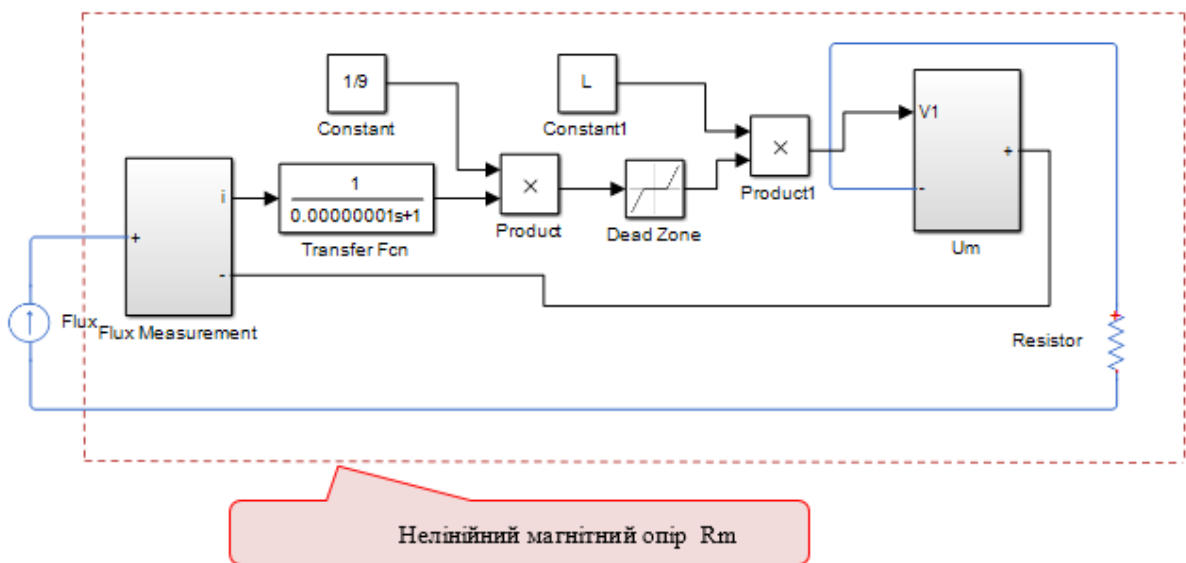 1/9
Constant
L
Constant1
V1
+
-
Um
i
+
-
1
0.00000001s+1
Transfer Fcn
×
Product
Dead Zone
×
Product1
Flux
Flux Measurement
+
Resistor
Нелінійний магнітний опір Rm